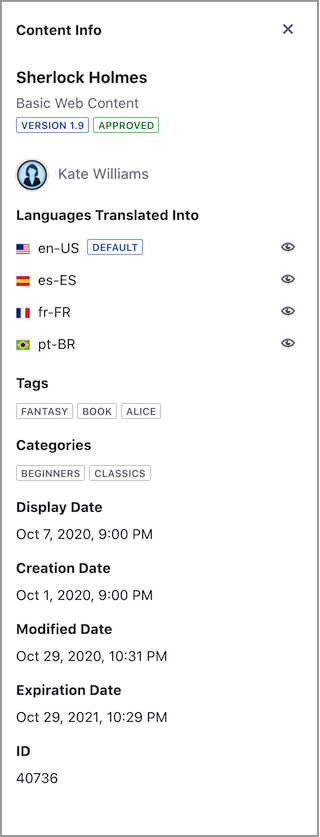 Content Info
Sherlock Holmes
Basic Web Content
VERSION 1.9 APPROVED
Kate Williams
Languages Translated Into
en-US DEFAULT
es-ES
fr-FR
pt-BR
Tags
FANTASY BOOK ALICE
Categories
BEGINNERS CLASSICS
Display Date
Oct 7, 2020, 9:00 PM
Creation Date
Oct 1, 2020, 9:00 PM
Modified Date
Oct 29, 2020, 10:31 PM
Expiration Date
Oct 29, 2021, 10:29 PM
ID
40736